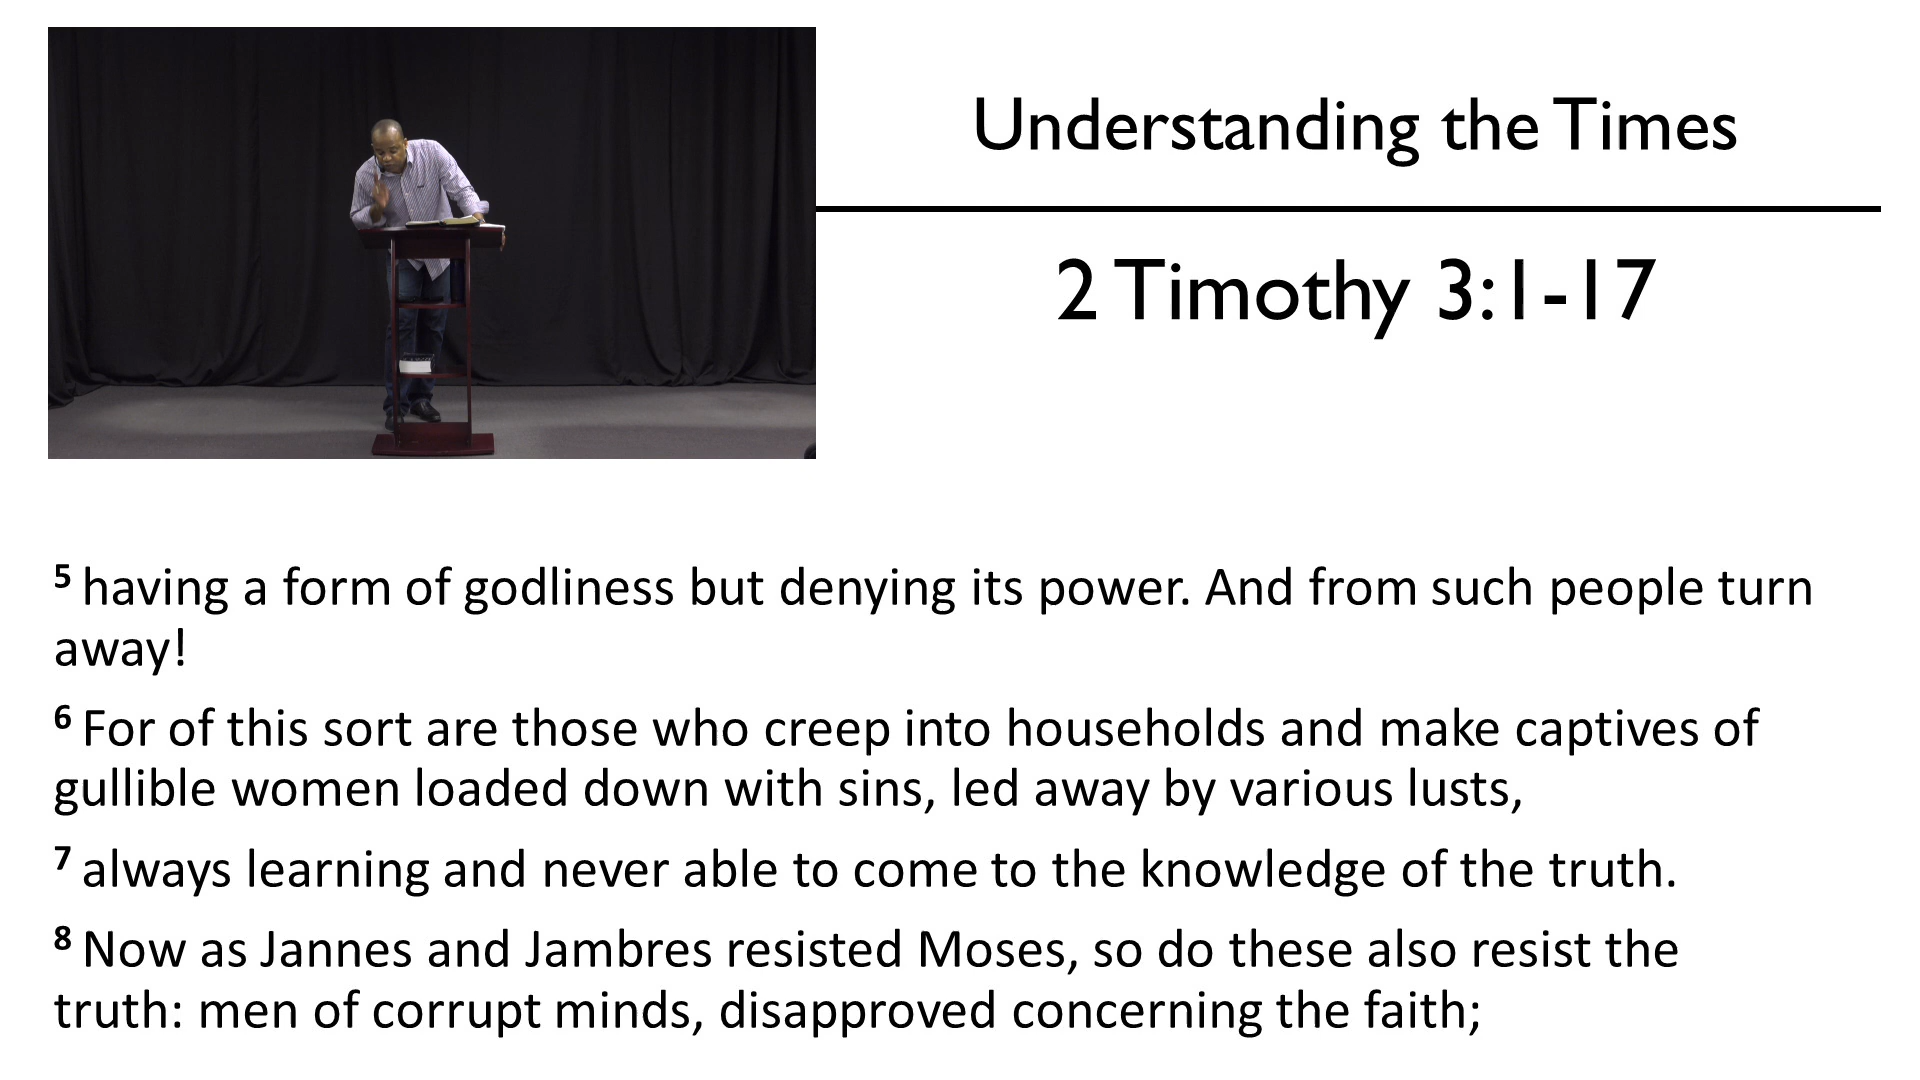 Understanding the Times
2 Timothy 3:1-17
5 having a form of godliness but denying its power. And from such people turn
away!
6 For of this sort are those who creep into households and make captives of
gullible women loaded down with sins, led away by various lusts,
7 always learning and never able to come to the knowledge of the truth.
8 Now as Jannes and Jambres resisted Moses, so do these also resist the
truth: men of corrupt minds, disapproved concerning the faith;